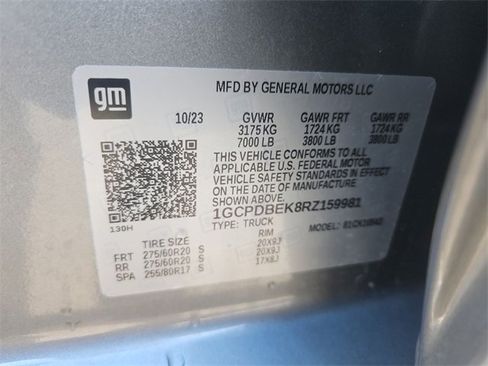 gm
MFD BY GENERAL MOTORS LLC
10/23 GVWR GAWR FRT GAWR RR
3175 KG 1724 KG 1724 KG
7000 LB 3800 LB 3800 LB
THIS VEHICLE CONFORMS TO ALL
APPLICABLE U.S. FEDERAL MOTOR
VEHICLE SAFETY STANDARDS IN EFFECT
ON THE DATE OF MANUFACTURE
SHOWN ABOVE.
1GCPDBEK8RZ159981
TYPE: TRUCK MODEL:
130H
TIRE SIZE RIM
FRT 275/60R20 S 20X9J
RR 275/60R20 S 20X9J
SPA 255/80R17 S 17X8J